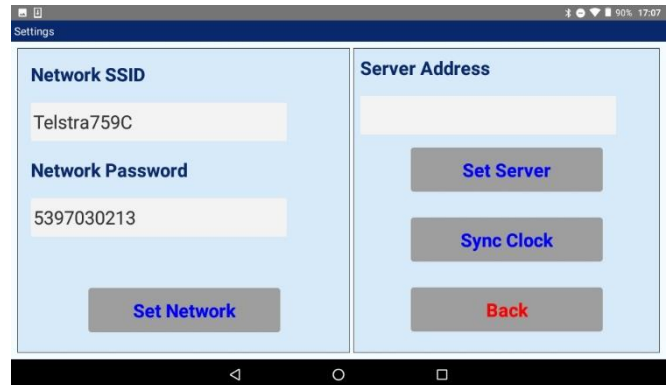 90% 17:07
Settings
Network SSID
Telstra759C
Network Password
5397030213
Set Network
Server Address
Set Server
Sync Clock
Back